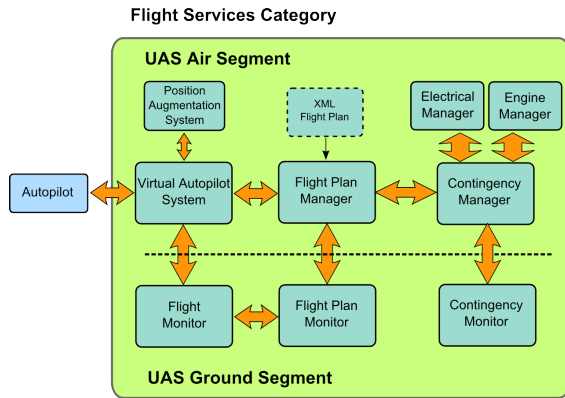 Flight Services Category
UAS Air Segment
Position
Augmentation
System
XML
Flight Plan
Electrical
Manager
Engine
Manager
Autopilot
Virtual Autopilot
System
Flight Plan
Manager
Contingency
Manager
Flight
Monitor
Flight Plan
Monitor
Contingency
Monitor
UAS Ground Segment